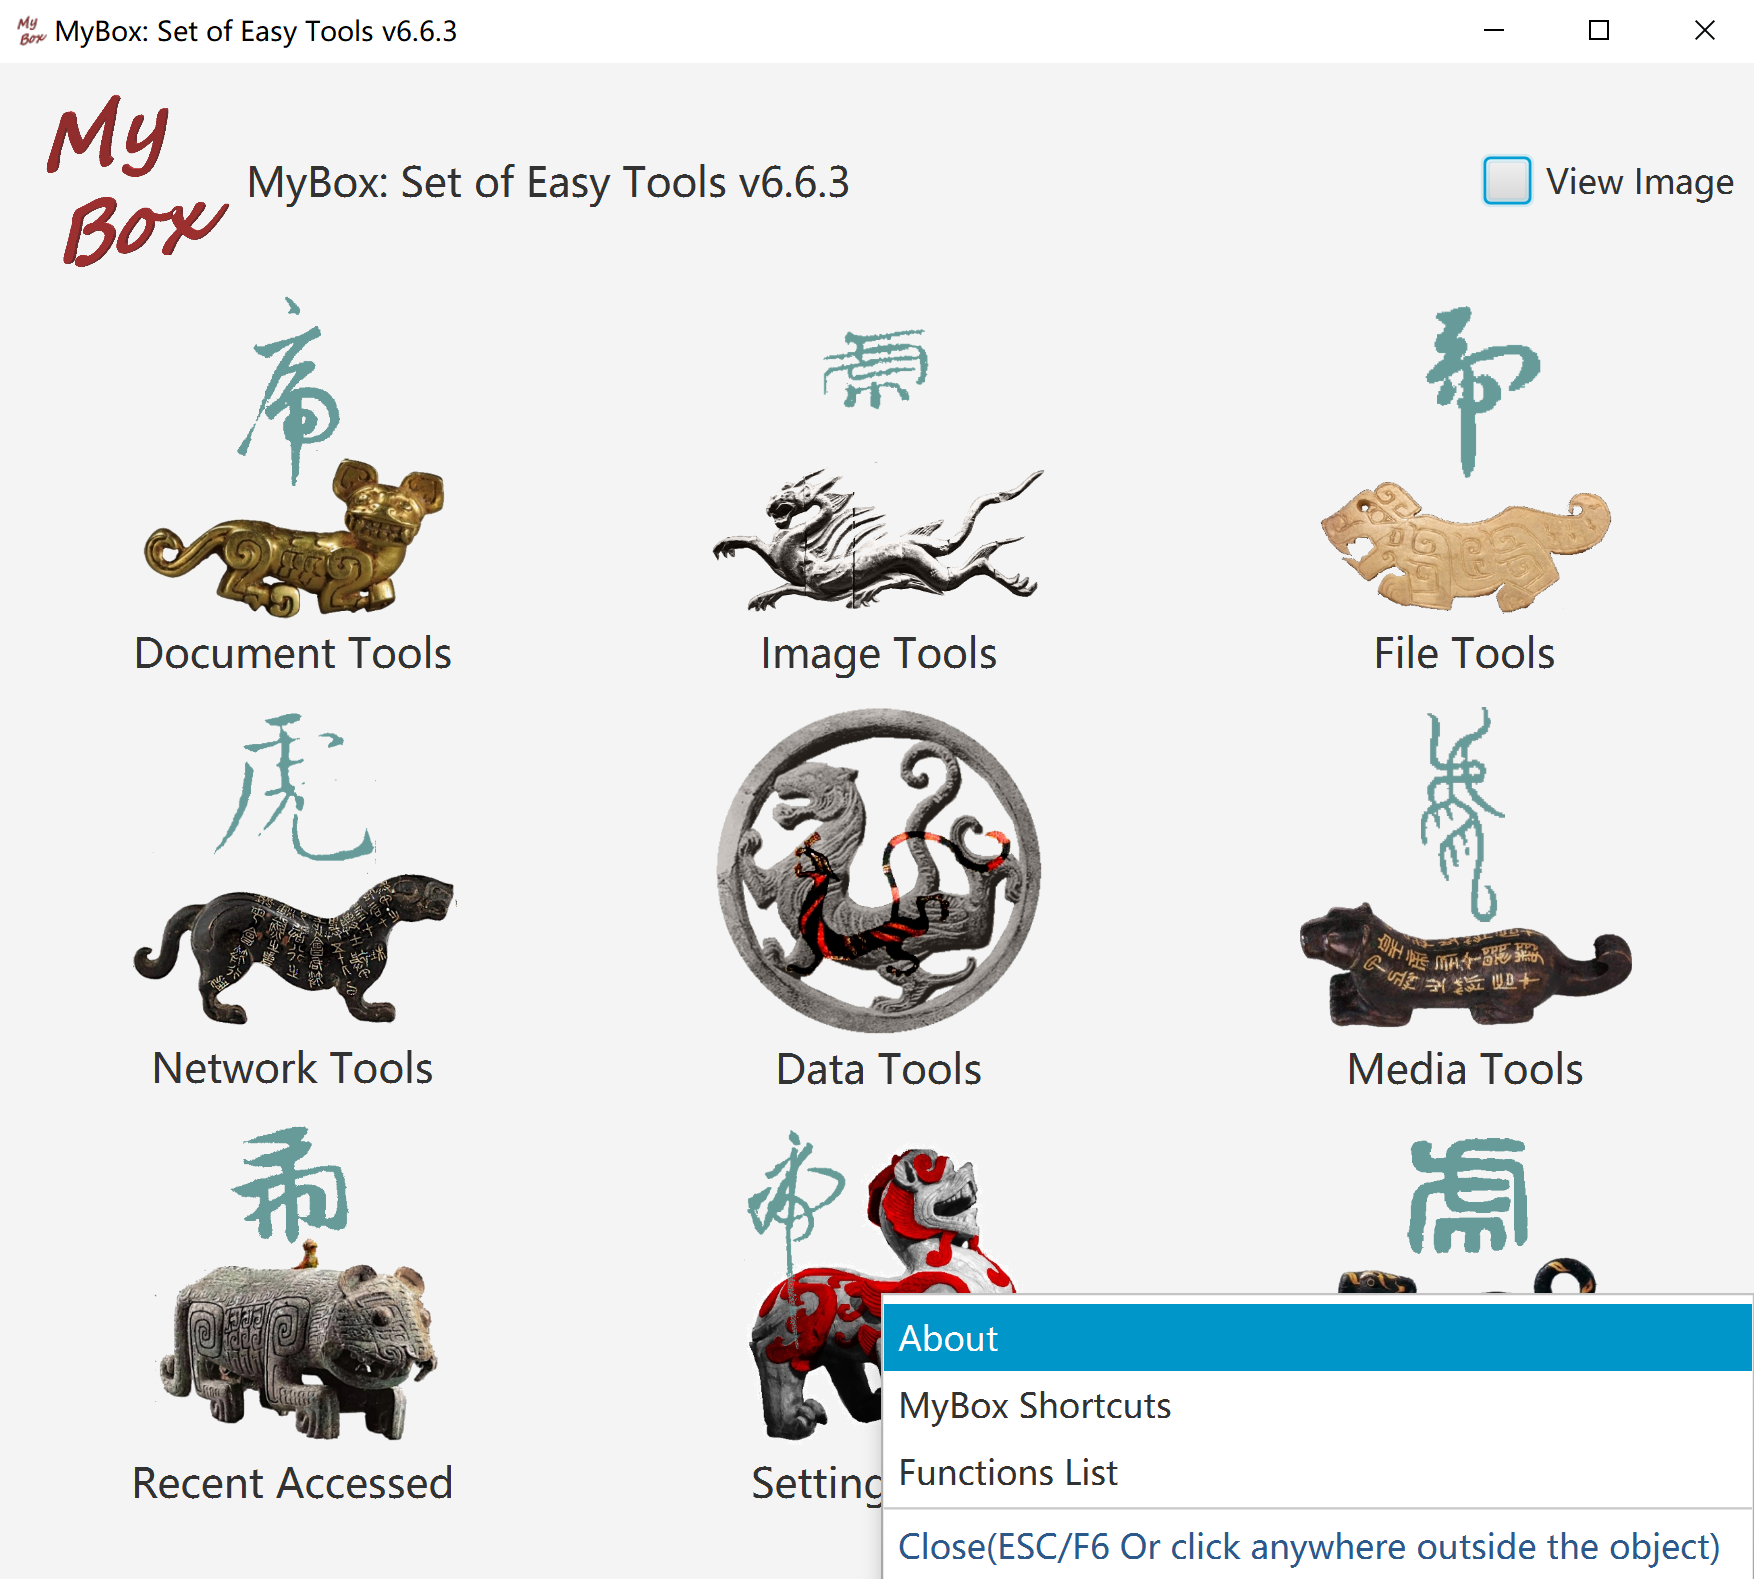 MyBox: Set of Easy Tools v6.6.3
My
Box
MyBox: Set of Easy Tools v6.6.3
View Image
Document Tools
Image Tools
File Tools
虎
Network Tools
Data Tools
Media Tools
Recent Accessed
Setting
About
MyBox Shortcuts
Functions List
Close(ESC/F6 Or click anywhere outside the object)